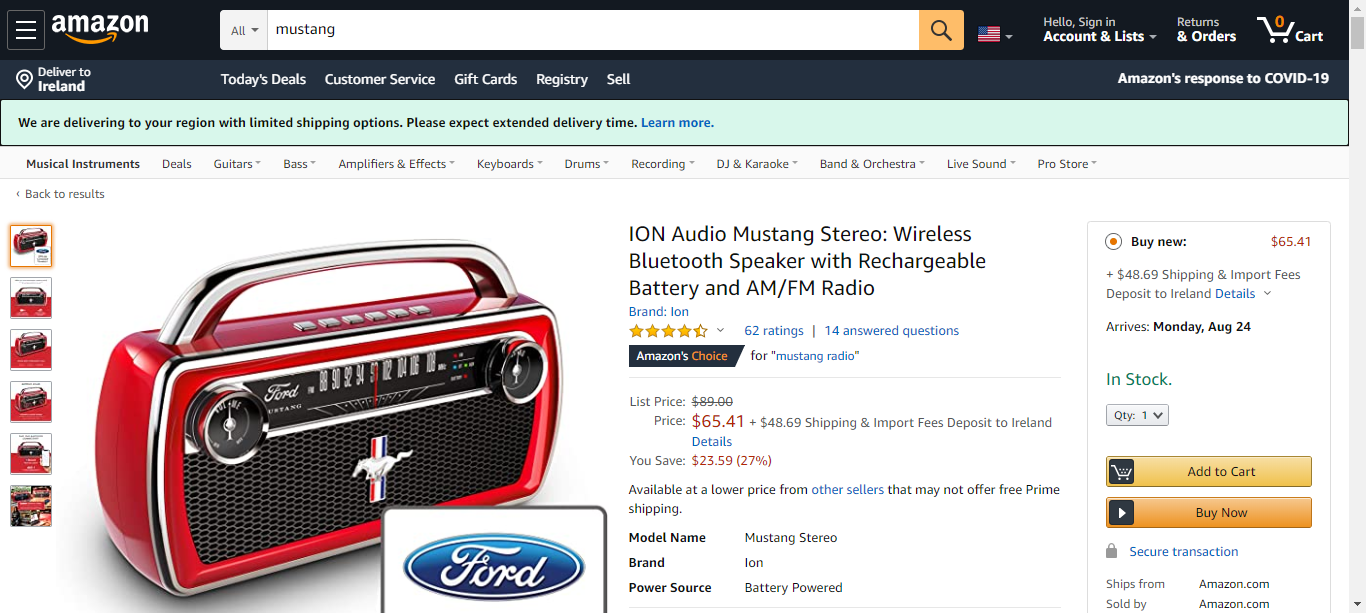 amazon
All
mustang
Hello, Sign in
Account & Lists
Returns
& Orders
0
Cart
Deliver to
Ireland
Today's Deals
Customer Service
Gift Cards
Registry
Sell
Amazon's response to COVID-19
We are delivering to your region with limited shipping options. Please expect extended delivery time. Learn more.
Musical Instruments
Deals
Guitars
Bass
Amplifiers & Effects
Keyboards
Drums
Recording
DJ & Karaoke
Band & Orchestra
Live Sound
Pro Store
‹ Back to results
Ford
MUSTANG
FM 88 90 92 94 102 104 106 108
Ford
ION Audio Mustang Stereo: Wireless
Bluetooth Speaker with Rechargeable
Battery and AM/FM Radio
Brand: Ion
62 ratings | 14 answered questions
Amazon's Choice for "mustang radio"
List Price: $89.00
Price: $65.41 + $48.69 Shipping & Import Fees Deposit to Ireland
Details
You Save: $23.59 (27%)
Available at a lower price from other sellers that may not offer free Prime
shipping.
Model Name Mustang Stereo
Brand Ion
Power Source Battery Powered
Buy new: $65.41
+ $48.69 Shipping & Import Fees
Deposit to Ireland Details
Arrives: Monday, Aug 24
In Stock.
Qty: 1
Add to Cart
Buy Now
Secure transaction
Ships from Amazon.com
Sold by Amazon.com